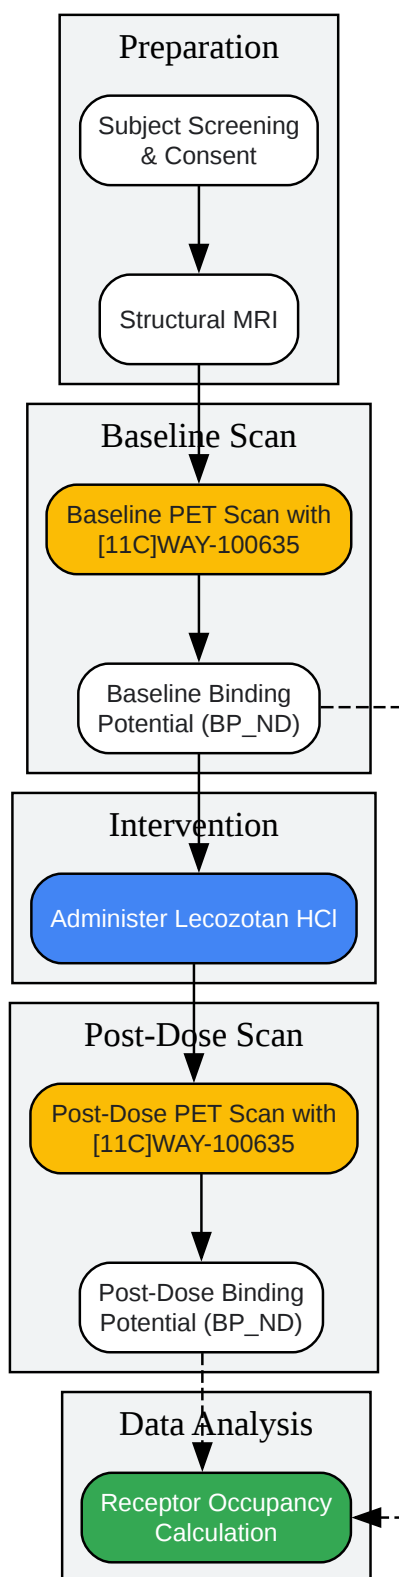 Preparation
Subject Screening
& Consent
Structural MRI
Baseline Scan
Baseline PET Scan with
[11C]WAY-100635
Baseline Binding
Potential (BP_ND)
Intervention
Administer Lecozotan HCl
Post-Dose Scan
Post-Dose PET Scan with
[11C]WAY-100635
Post-Dose Binding
Potential (BP_ND)
Data Analysis
Receptor Occupancy
Calculation